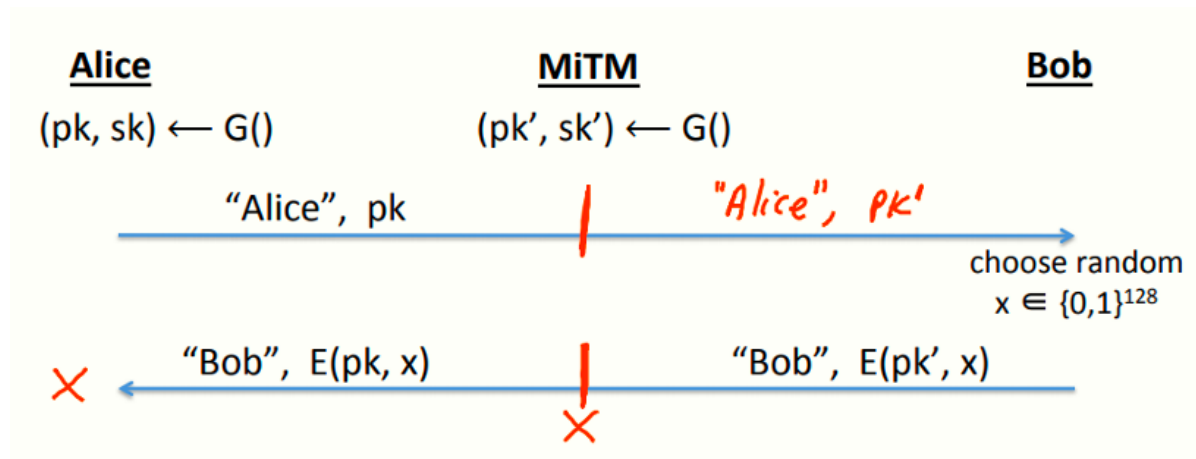 Alice MiTM Bob
(pk, sk) ⟵ G() (pk’, sk’) ⟵ G()
“Alice”, pk "Alice", pk'
choose random
x ∈ {0,1}¹²⁸
“Bob”, E(pk, x) “Bob”, E(pk’, x)